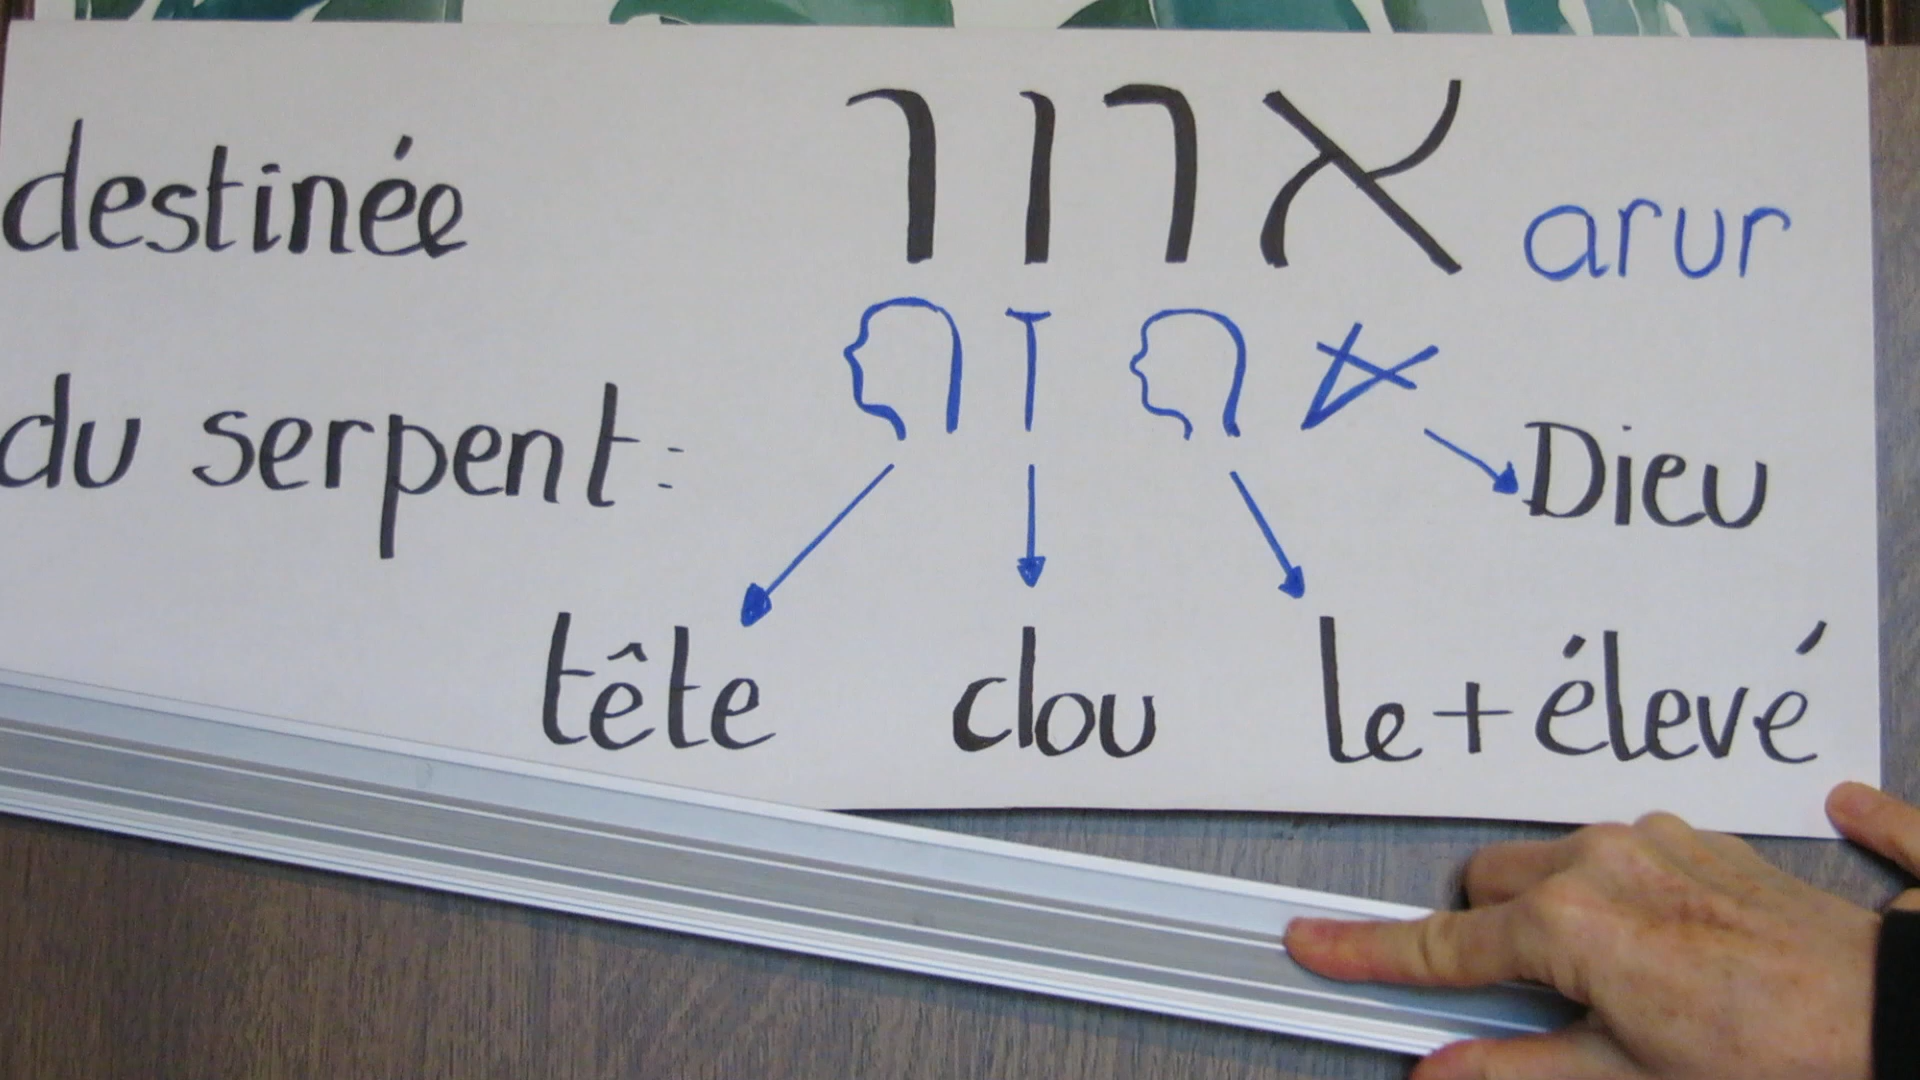 destinée
ארור arur
du serpent:
Dieu
tête clou le + élevé